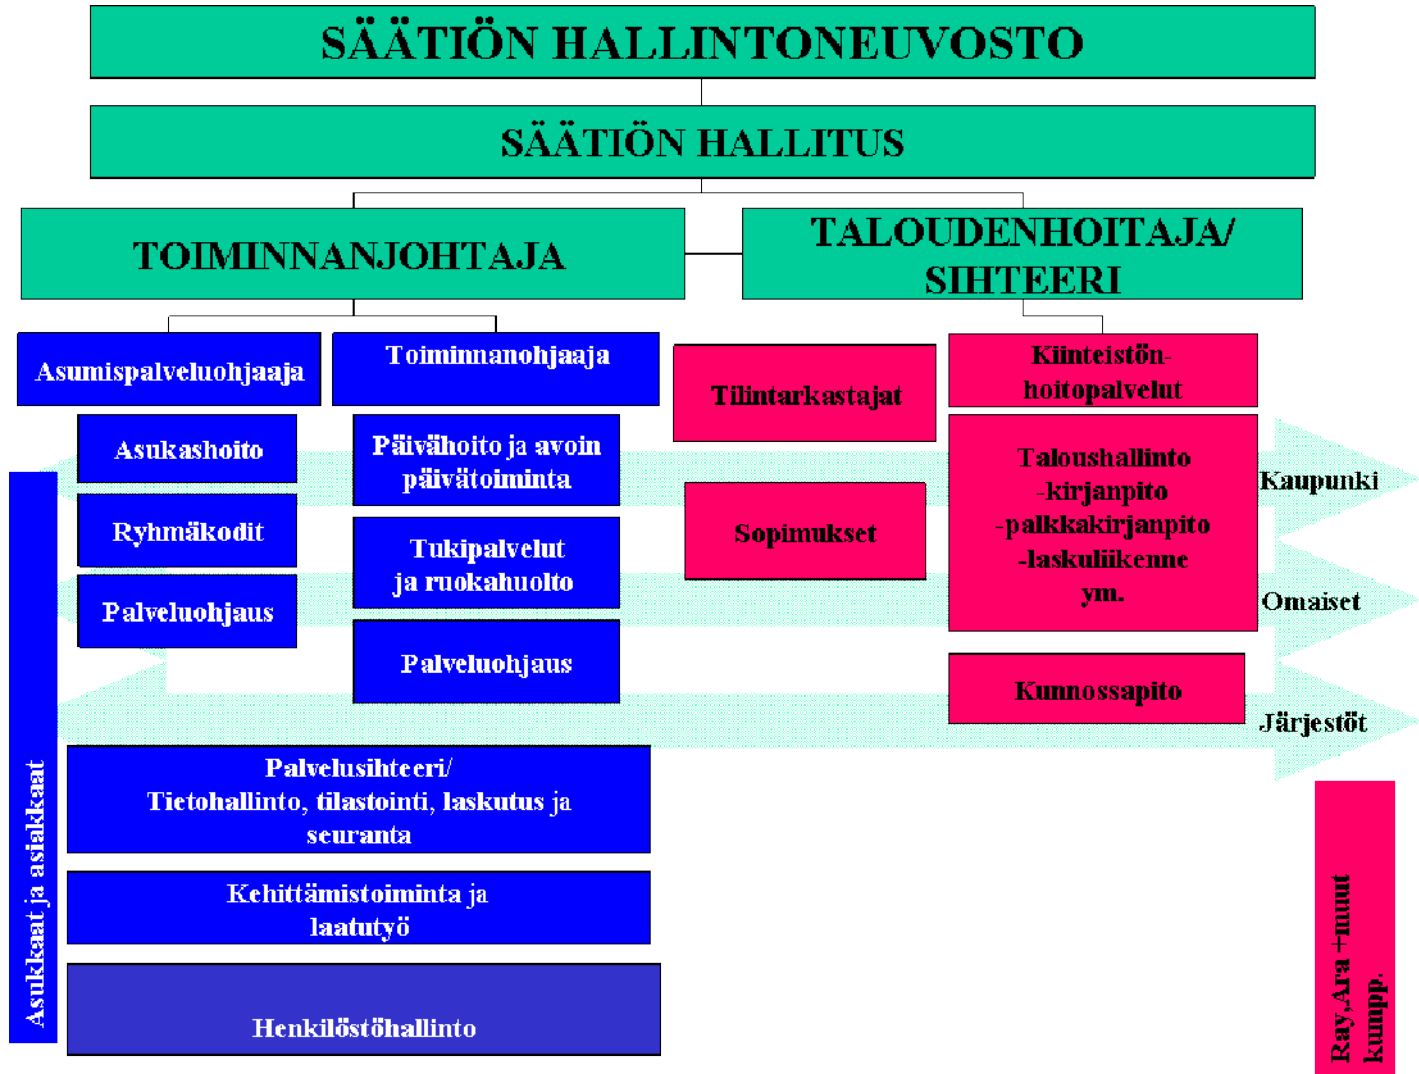 SÄÄTIÖN HALLINTONEUVOSTO
SÄÄTIÖN HALLITUS
TOIMINNANJOHTAJA
TALOUDENHOITAJA/
SIHTEERI
Asumispalveluohjaaja
Toiminnanohjaaja
Tilintarkastajat
Kiinteistön-
hoitopalvelut
Asukashoito
Päivähoito ja avoin
päivätoiminta
Taloushallinto
-kirjanpito
-palkkakirjanpito
-laskuliikenne
ym.
Kaupunki
Ryhmäkodit
Tukipalvelut
ja ruokahuolto
Sopimukset
Palveluohjaus
Omaiset
Palveluohjaus
Kunnossapito
Järjestöt
Palvelusihteeri/
Tietohallinto, tilastointi, laskutus ja
seuranta
Kehittämistoiminta ja
laatutyö
Henkilöstöhallinto
Asukkaat ja asiakkaat
Ray,Ara +muut
kumpp.